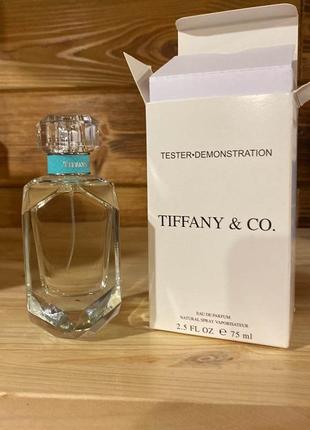 TIFFANY
TESTER•DEMONSTRATION
TIFFANY & CO.
EAU DE PARFUM
NATURAL SPRAY VAPORISATEUR
2.5 FL OZ ℮ 75 ml